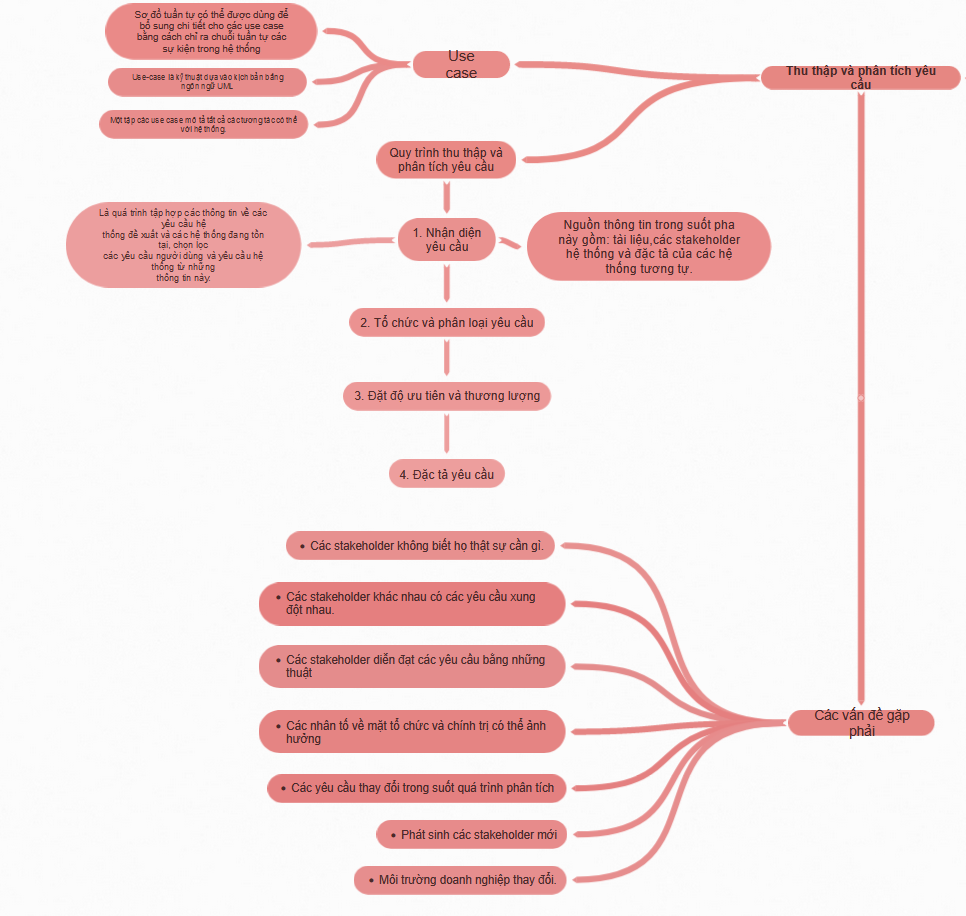 Sơ đồ tuần tự có thể được dùng để
bổ sung chi tiết cho các use case
bằng cách chỉ ra chuỗi tuần tự các
sự kiện trong hệ thống
Use-case là kỹ thuật dựa vào kịch bản bằng
ngôn ngữ UML
Một tập các use case mô tả tất cả các tương tác có thể
với hệ thống.
Use
case
Thu thập và phân tích yêu
cầu
Quy trình thu thập và
phân tích yêu cầu
Là quá trình tập hợp các thông tin về các
yêu cầu hệ
thống đề xuất và các hệ thống đang tồn
tại, chọn lọc
các yêu cầu người dùng và yêu cầu hệ
thống từ những
thông tin này.
1. Nhận diện
yêu cầu
Nguồn thông tin trong suốt pha
này gồm: tài liệu,các stakeholder
hệ thống và đặc tả của các hệ
thống tương tự.
2. Tổ chức và phân loại yêu cầu
3. Đặt độ ưu tiên và thương lượng
4. Đặc tả yêu cầu
• Các stakeholder không biết họ thật sự cần gì.
• Các stakeholder khác nhau có các yêu cầu xung
đột nhau.
• Các stakeholder diễn đạt các yêu cầu bằng những
thuật
• Các nhân tố về mặt tổ chức và chính trị có thể ảnh
hưởng
Các vấn đề gặp
phải
• Các yêu cầu thay đổi trong suốt quá trình phân tích
• Phát sinh các stakeholder mới
• Môi trường doanh nghiệp thay đổi.